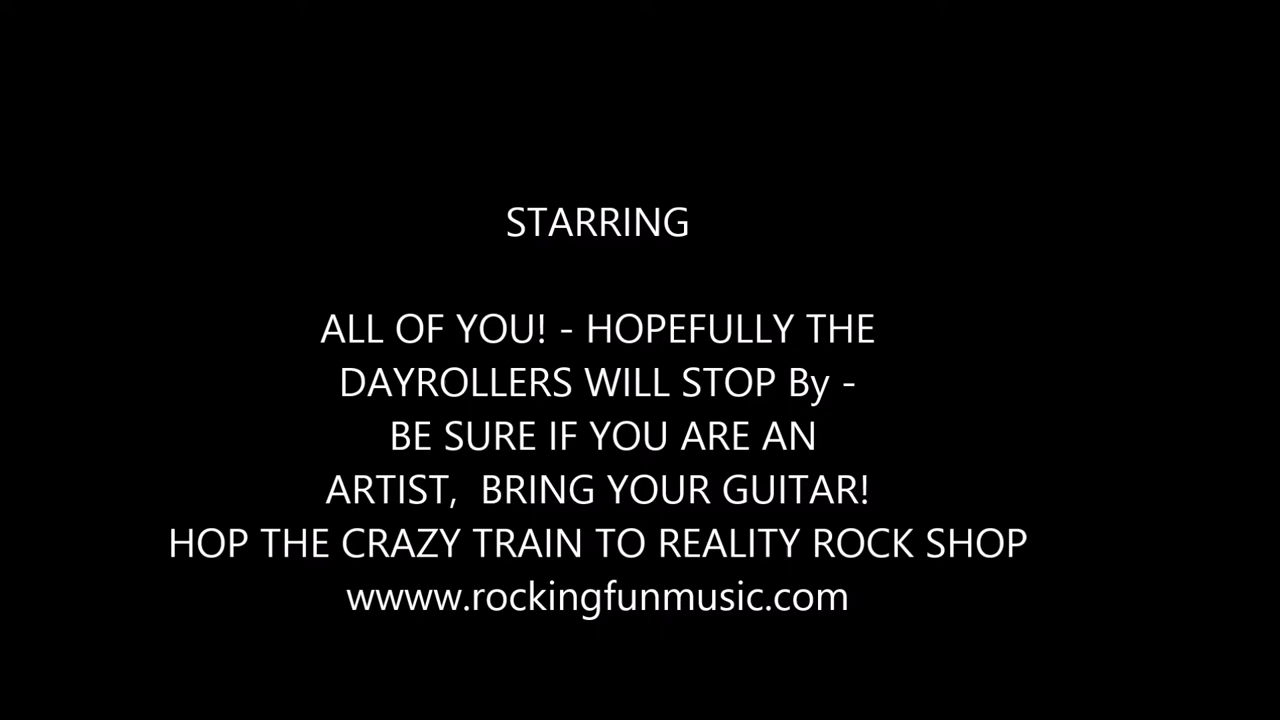 STARRING
ALL OF YOU! - HOPEFULLY THE
DAYROLLERS WILL STOP By -
BE SURE IF YOU ARE AN
ARTIST,  BRING YOUR GUITAR!
HOP THE CRAZY TRAIN TO REALITY ROCK SHOP
wwww.rockingfunmusic.com